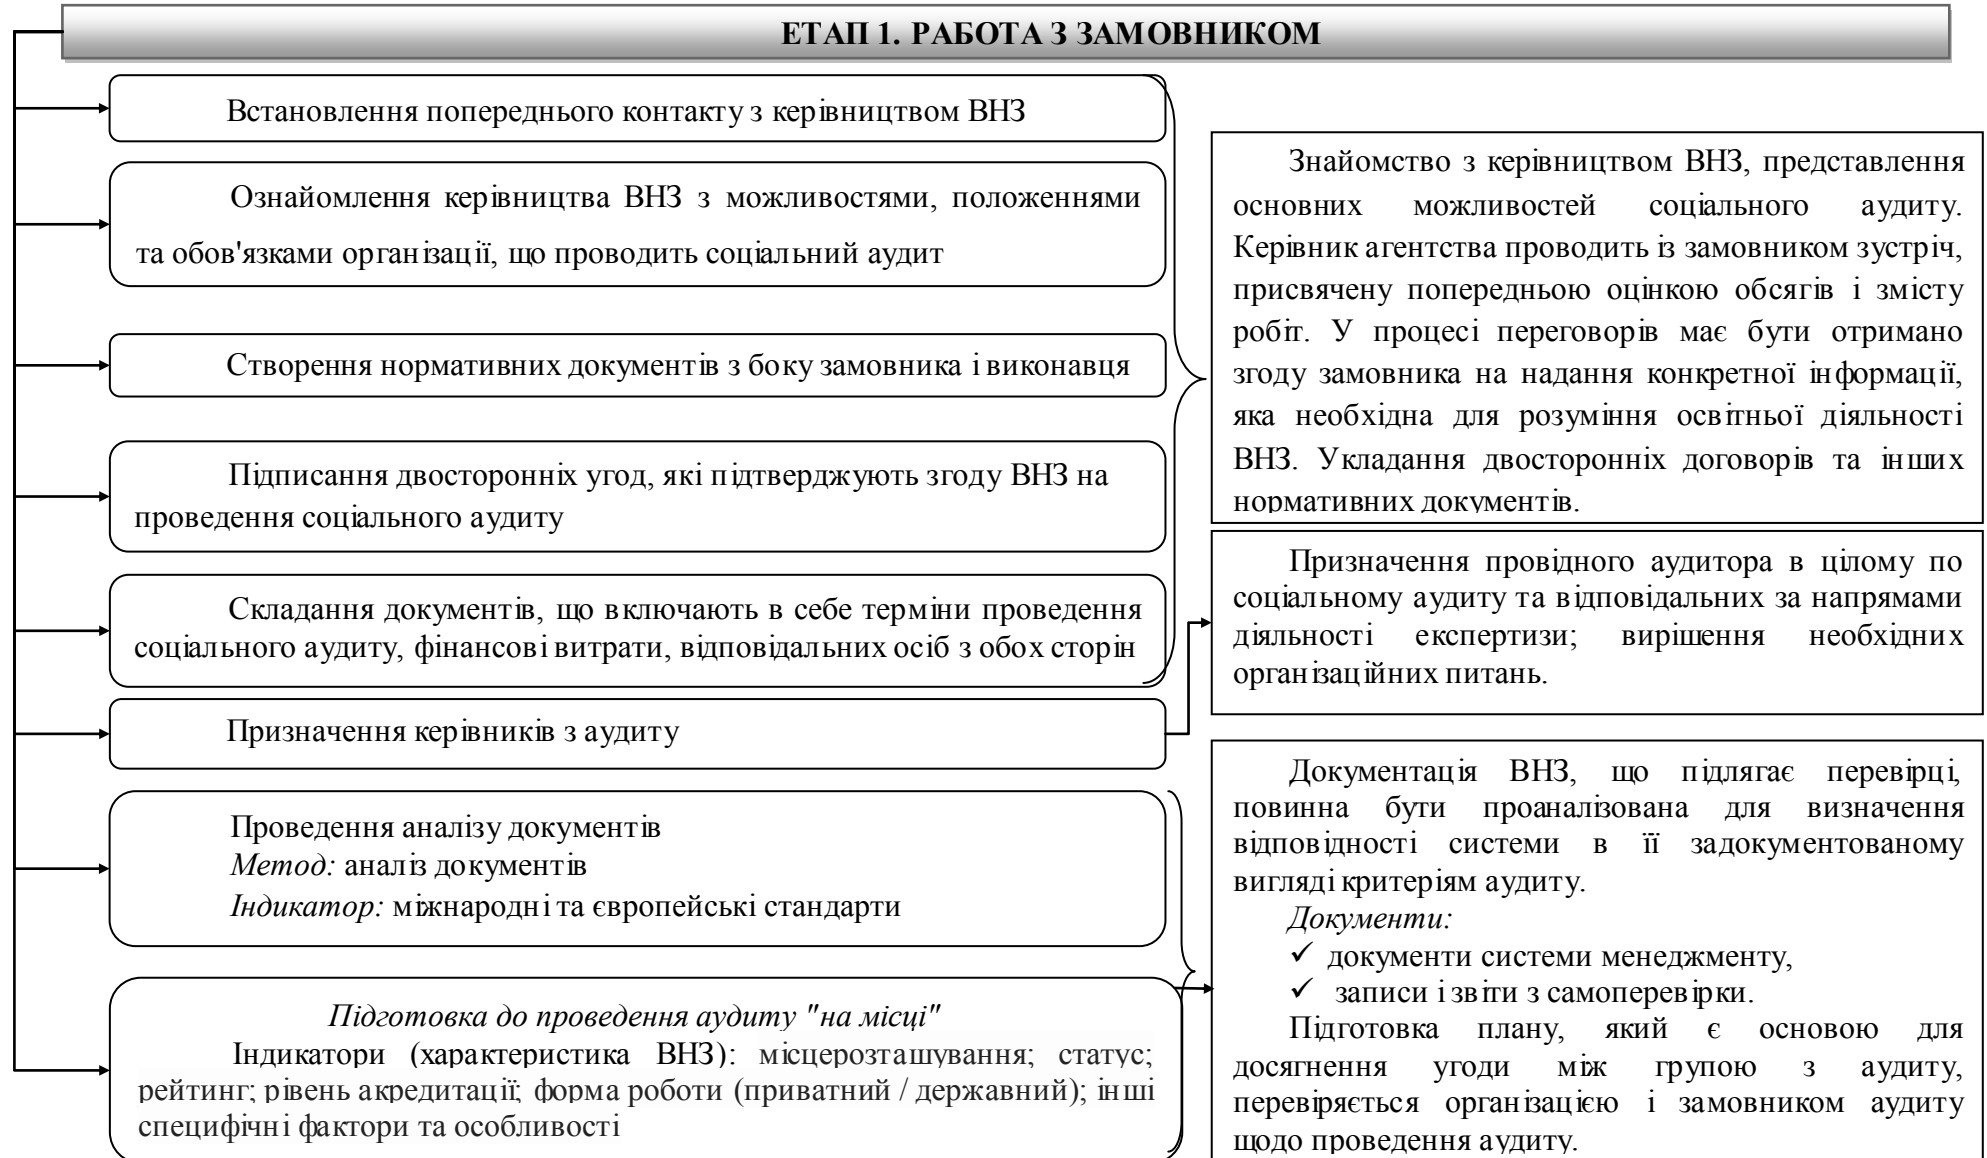 ЕТАП 1. РАБОТА З ЗАМОВНИКОМ
Встановлення попереднього контакту з керівництвом ВНЗ
Ознайомлення керівництва ВНЗ з можливостями, положеннями
та обов'язками організації, що проводить соціальний аудит
Створення нормативних документів з боку замовника і виконавця
Підписання двосторонніх угод, які підтверджують згоду ВНЗ на
проведення соціального аудиту
Складання документів, що включають в себе терміни проведення
соціального аудиту, фінансові витрати, відповідальних осіб з обох сторін
Призначення керівників з аудиту
Проведення аналізу документів
Метод: аналіз документів
Індикатор: міжнародні та європейські стандарти
Підготовка до проведення аудиту "на місці"
Індикатори (характеристика ВНЗ): місцерозташування; статус;
рейтинг; рівень акредитації; форма роботи (приватний / державний); інші
специфічні фактори та особливості
Знайомство з керівництвом ВНЗ, представлення
основних можливостей соціального аудиту.
Керівник агентства проводить із замовником зустріч,
присвячену попередньою оцінкою обсягів і змісту
робіт. У процесі переговорів має бути отримано
згоду замовника на надання конкретної інформації,
яка необхідна для розуміння освітньої діяльності
ВНЗ. Укладання двосторонніх договорів та інших
нормативних документів.
Призначення провідного аудитора в цілому по
соціальному аудиту та відповідальних за напрямами
діяльності експертизи; вирішення необхідних
організаційних питань.
Документація ВНЗ, що підлягає перевірці,
повинна бути проаналізована для визначення
відповідності системи в її задокументованому
вигляді критеріям аудиту.
Документи:
✓ документи системи менеджменту,
✓ записи і звіти з самоперевірки.
Підготовка плану, який є основою для
досягнення угоди між групою з аудиту,
перевіряється організацією і замовником аудиту
щодо проведення аудиту.